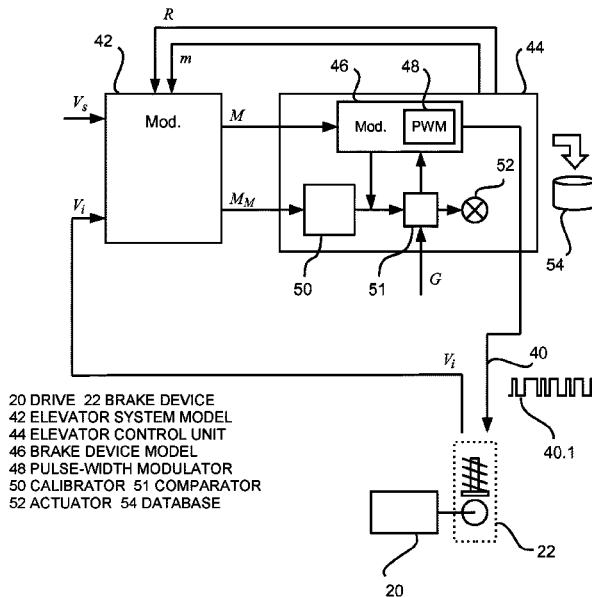 R
42
m
46
48
44
V_s
Mod.
M
Mod.
PWM
52
V_i
M_M
50
51
G
54
V_i
40
40.1
20 DRIVE 22 BRAKE DEVICE
42 ELEVATOR SYSTEM MODEL
44 ELEVATOR CONTROL UNIT
46 BRAKE DEVICE MODEL
48 PULSE-WIDTH MODULATOR
50 CALIBRATOR 51 COMPARATOR
52 ACTUATOR 54 DATABASE
22
20